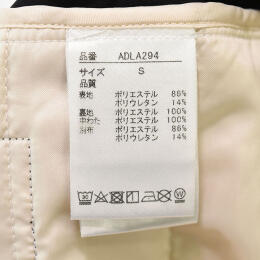 品番 ADLA294
サイズ S
品質
表地 ポリエステル 86%
ポリウレタン 14%
裏地 ポリエステル 100%
中わた ポリエステル 100%
別布 ポリエステル 86%
ポリウレタン 14%